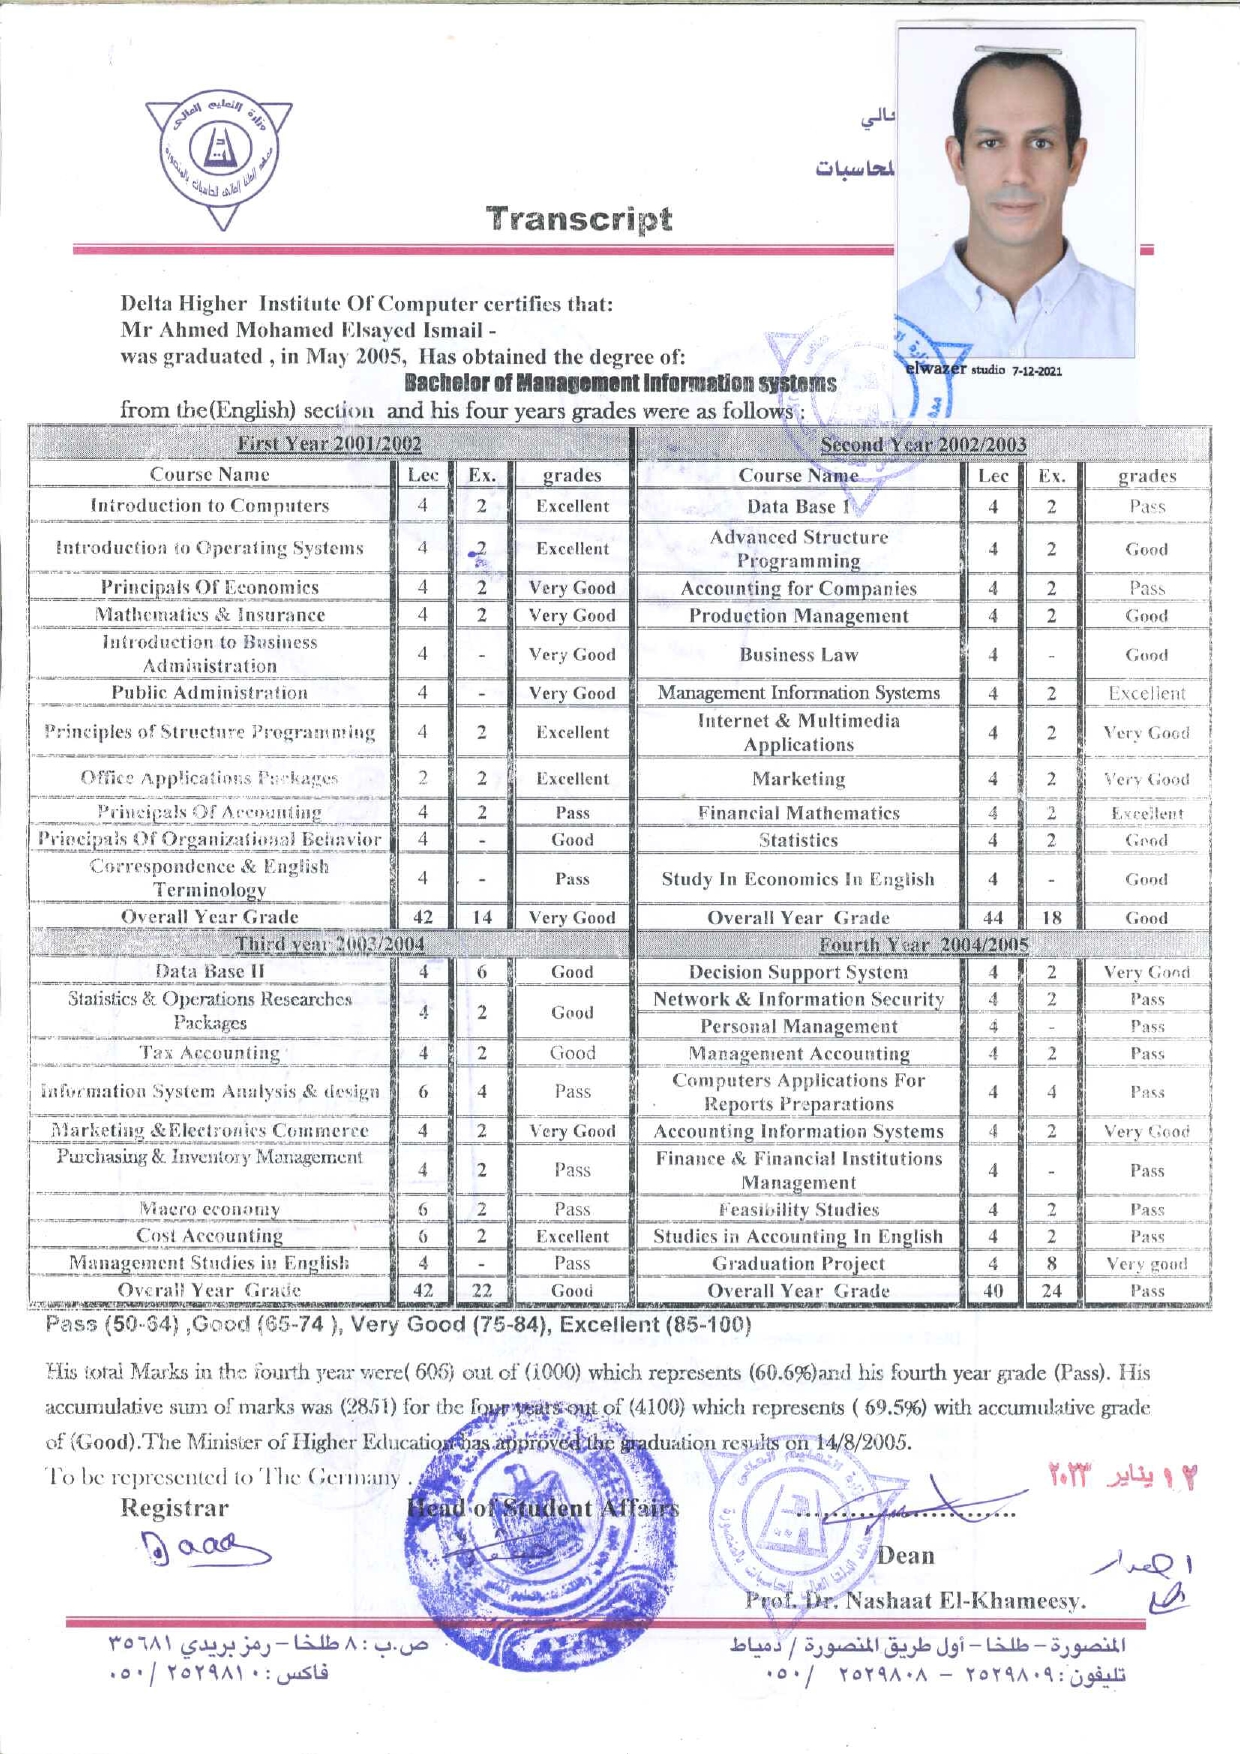 وزارة التعليم العالى
ـالي
للحاسبات
Transcript
elwazer studio 7-12-2021
Delta Higher Institute Of Computer certifies that:
Mr Ahmed Mohamed Elsayed Ismail -
was graduated , in May 2005, Has obtained the degree of:
Bachelor of Management Information systems
from the(English) section and his four years grades were as follows :
First Year 2001/2002 Second Year 2002/2003
Course Name Lec Ex. grades Course Name Lec Ex. grades
Introduction to Computers 4 2 Excellent Data Base I 4 2 Pass
Introduction to Operating Systems 4 2 Excellent Advanced Structure Programming 4 2 Good
Principals Of Economics 4 2 Very Good Accounting for Companies 4 2 Pass
Mathematics & Insurance 4 2 Very Good Production Management 4 2 Good
Introduction to Business Administration 4 - Very Good Business Law 4 - Good
Public Administration 4 - Very Good Management Information Systems 4 2 Excellent
Principles of Structure Programming 4 2 Excellent Internet & Multimedia Applications 4 2 Very Good
Office Applications Packages 2 2 Excellent Marketing 4 2 Very Good
Principals Of Accounting 4 2 Pass Financial Mathematics 4 2 Excellent
Principals Of Organizational Behavior 4 - Good Statistics 4 2 Good
Correspondence & English Terminology 4 - Pass Study In Economics In English 4 - Good
Overall Year Grade 42 14 Very Good Overall Year Grade 44 18 Good
Third year 2003/2004 Fourth Year 2004/2005
Data Base II 4 6 Good Decision Support System 4 2 Very Good
Statistics & Operations Researches Packages 4 2 Good Network & Information Security 4 2 Pass
Personal Management 4 - Pass
Tax Accounting 4 2 Good Management Accounting 4 2 Pass
Information System Analysis & design 6 4 Pass Computers Applications For Reports Preparations 4 4 Pass
Marketing &Electronics Commerce 4 2 Very Good Accounting Information Systems 4 2 Very Good
Purchasing & Inventory Management 4 2 Pass Finance & Financial Institutions Management 4 - Pass
Macro economy 6 2 Pass Feasibility Studies 4 2 Pass
Cost Accounting 6 2 Excellent Studies in Accounting In English 4 2 Pass
Management Studies in English 4 - Pass Graduation Project 4 8 Very good
Overall Year Grade 42 22 Good Overall Year Grade 40 24 Pass
Pass (50-64) ,Good (65-74 ), Very Good (75-84), Excellent (85-100)
His total Marks in the fourth year were( 606) out of (1000) which represents (60.6%)and his fourth year grade (Pass). His
accumulative sum of marks was (2851) for the four years out of (4100) which represents ( 69.5%) with accumulative grade
of (Good).The Minister of Higher Education has approved the graduation results on 14/8/2005.
To be represented to The Germany .
١٢ يناير ٢٠٢٣
Registrar Head of Student Affairs
Dean
Prof. Dr. Nashaat El-Khameesy.
المنصورة – طلخا – أول طريق المنصورة / دمياط ص.ب : ٨ طلخا – رمز بريدي ٣٥٦٨١
تليفون : ٢٥٢٩٨٠٩ – ٢٥٢٩٨٠٨ /٠٥٠ فاكس : ٢٥٢٩٨١٠ /٠٥٠